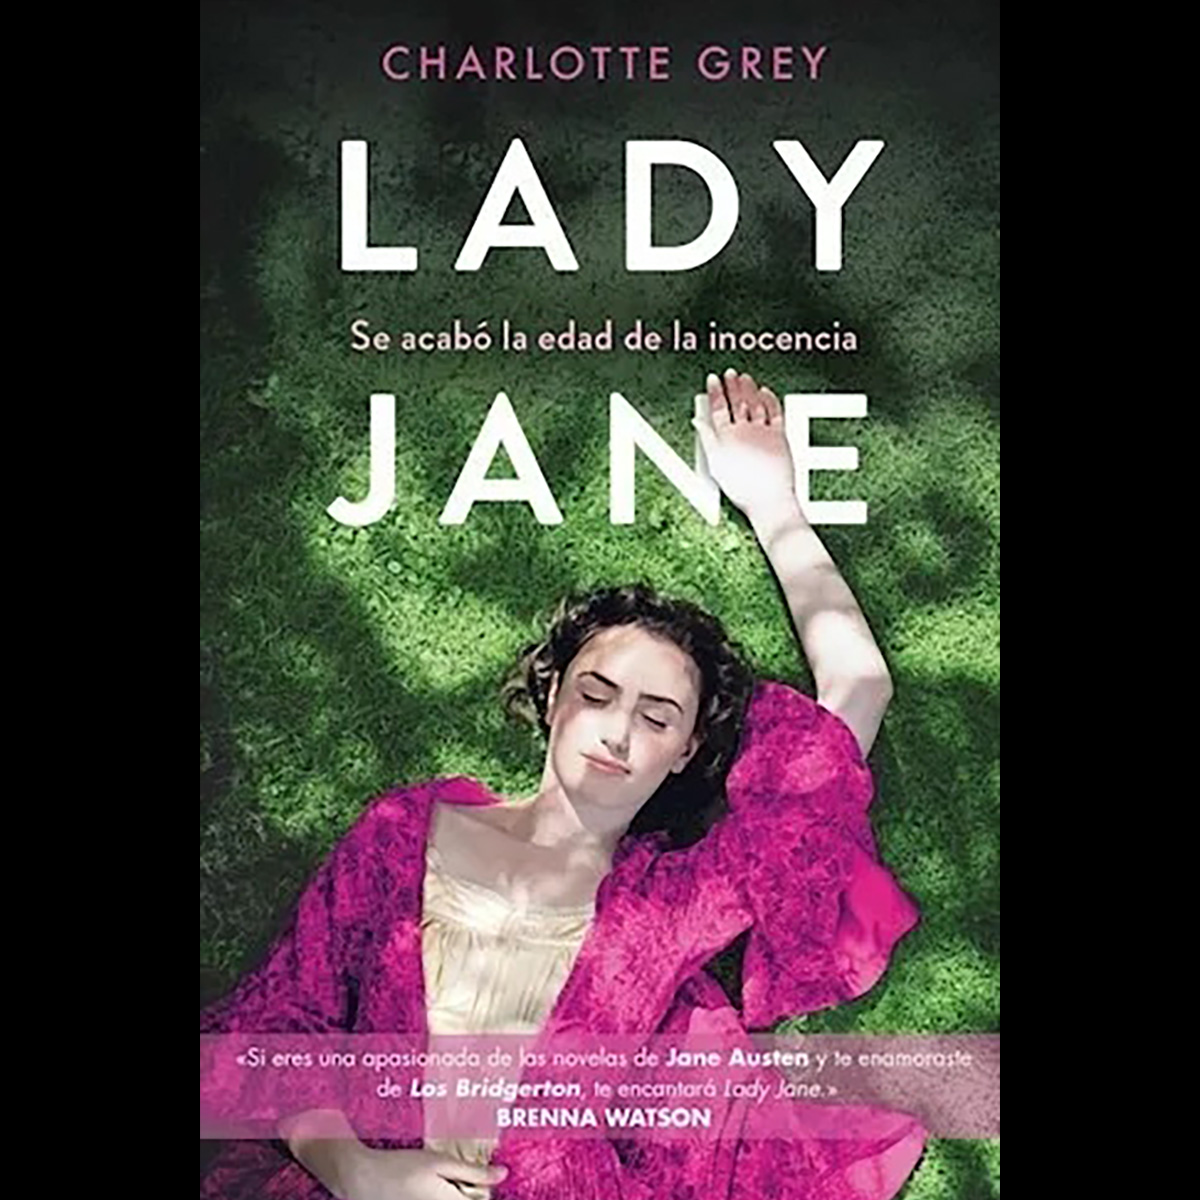 CHARLOTTE GREY
LADY
Se acabó la edad de la inocencia
JANE
«Si eres una apasionada de las novelas de Jane Austen y te enamoraste
de Los Bridgerton, te encantará Lady Jane.»
BRENNA WATSON